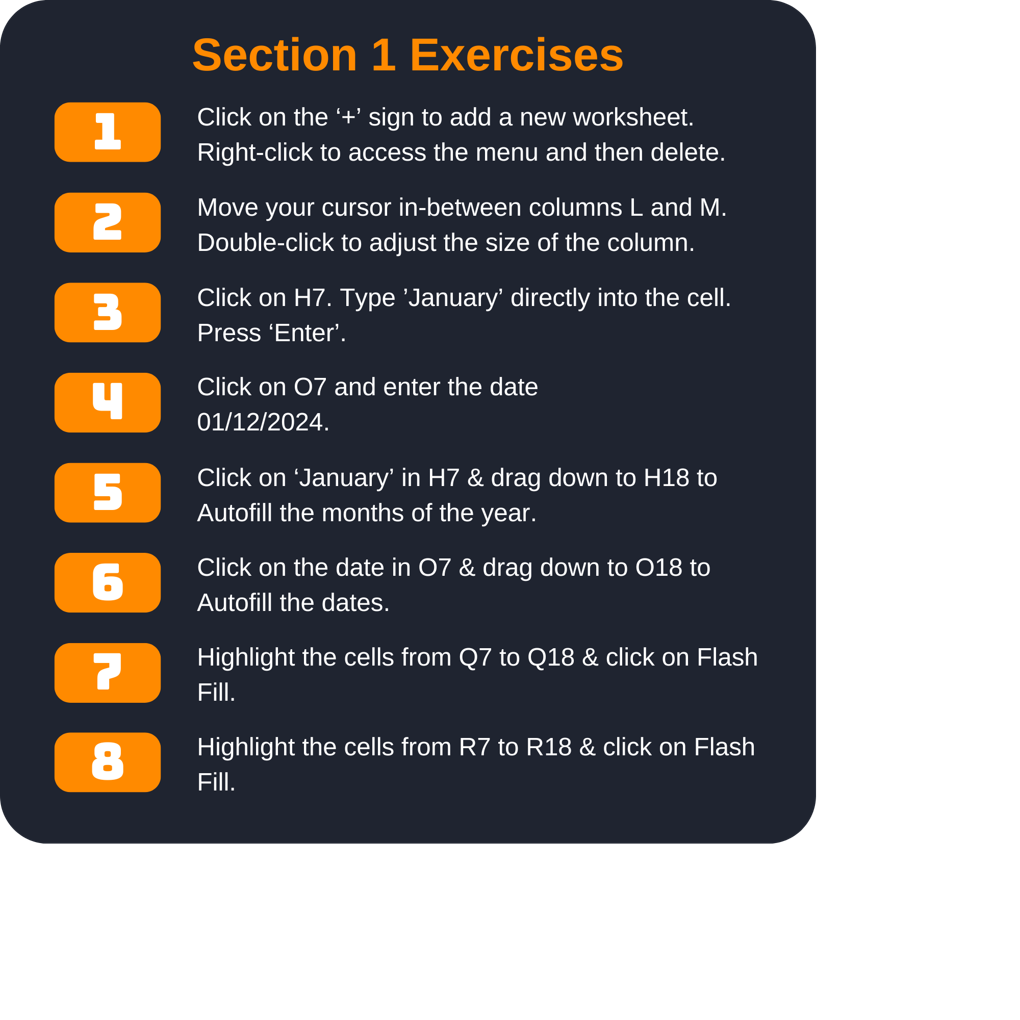 Section 1 Exercises
1
Click on the ‘+’ sign to add a new worksheet.
Right-click to access the menu and then delete.
2
Move your cursor in-between columns L and M.
Double-click to adjust the size of the column.
3
Click on H7. Type ’January’ directly into the cell.
Press ‘Enter’.
4
Click on O7 and enter the date
01/12/2024.
5
Click on ‘January’ in H7 & drag down to H18 to
Autofill the months of the year.
6
Click on the date in O7 & drag down to O18 to
Autofill the dates.
7
Highlight the cells from Q7 to Q18 & click on Flash
Fill.
8
Highlight the cells from R7 to R18 & click on Flash
Fill.